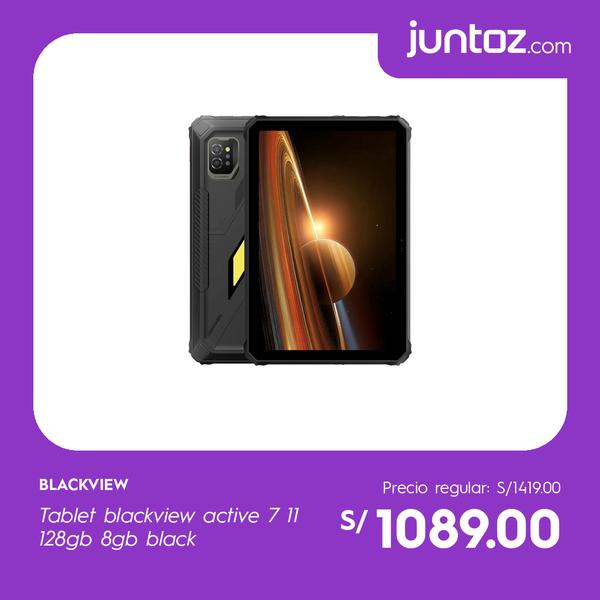 juntoz.com
BLACKVIEW
Tablet blackview active 7 11
128gb 8gb black
Precio regular: S/1419.00
S/ 1089.00